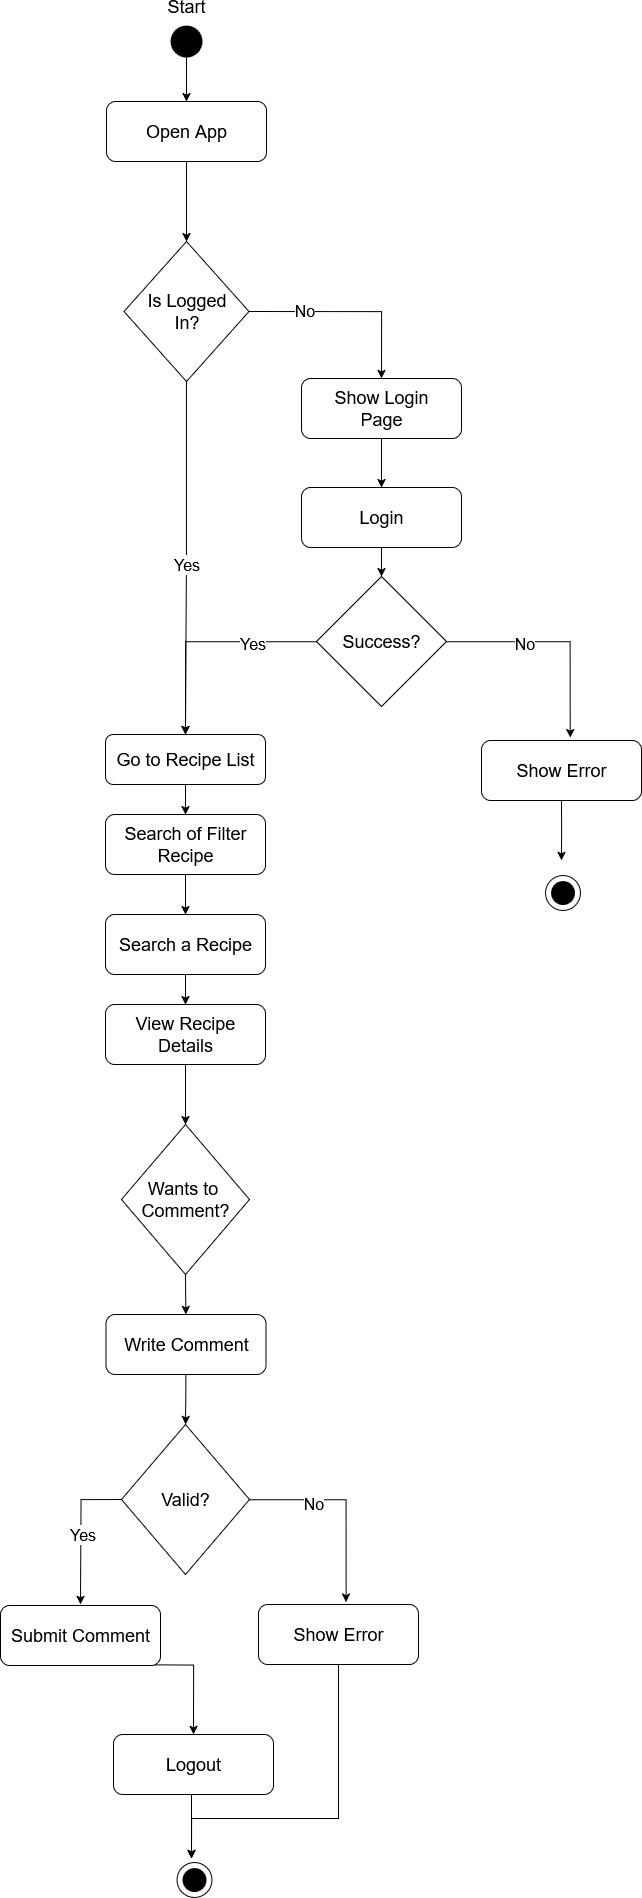 Start
Open App
Is Logged
In?
No
Show Login
Page
Login
Yes
Success?
Yes
No
Go to Recipe List
Show Error
Search of Filter
Recipe
Search a Recipe
View Recipe
Details
Wants to
Comment?
Write Comment
Valid?
No
Yes
Submit Comment
Show Error
Logout